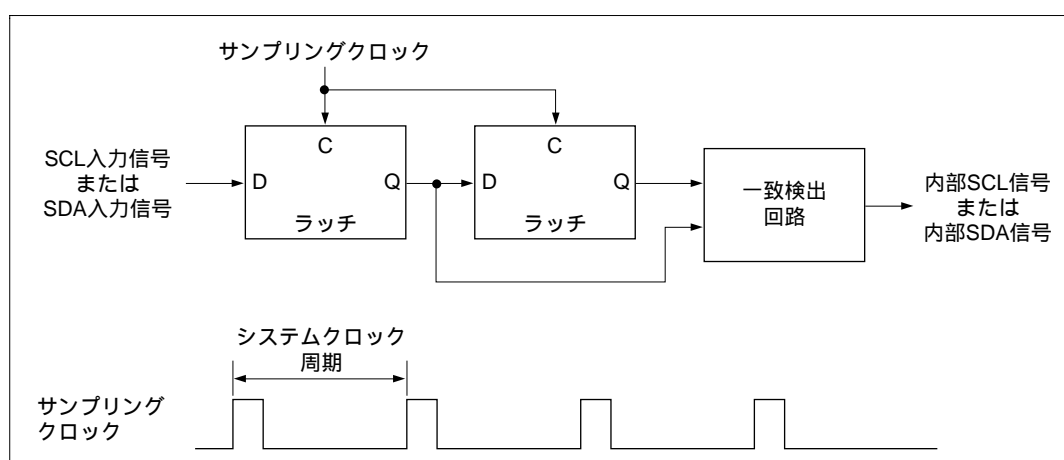 サンプリングクロック
C
C
SCL入力信号
または
SDA入力信号
D
Q
D
Q
ラッチ
ラッチ
一致検出
回路
内部SCL信号
または
内部SDA信号
システムクロック
周期
サンプリング
クロック